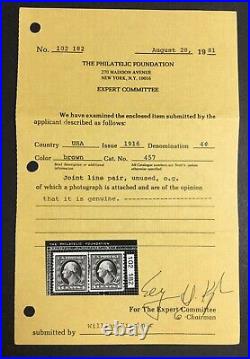 No. 102 182 August 28, 1981
THE PHILATELIC FOUNDATION
270 MADISON AVENUE
NEW YORK, N.Y. 10016
EXPERT COMMITTEE
We have examined the enclosed item submitted by the
applicant described as follows:
Country USA Issue 1916 Denomination 4¢
Color brown Cat. No. 457
Joint line pair, unused, o.g.
of which a photograph is attached and are of the opinion
that it is genuine.
THE PHILATELIC FOUNDATION
102 182
For The Expert Committee
Chairman
submitted by